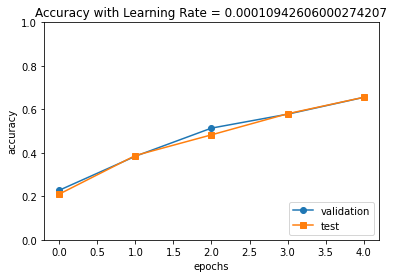 Accuracy with Learning Rate = 0.00010942606000274207
1.0
0.8
0.6
0.4
0.2
0.0
accuracy
0.0 0.5 1.0 1.5 2.0 2.5 3.0 3.5 4.0
epochs
validation
test